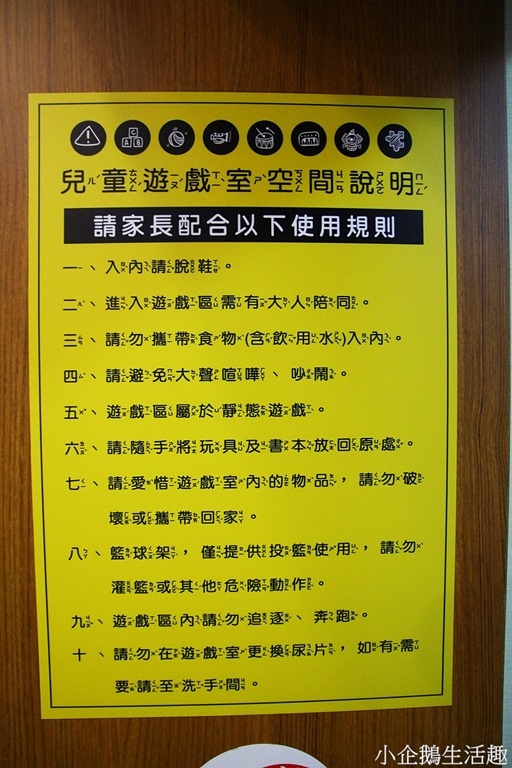 兒童遊戲室空間說明
請家長配合以下使用規則
一、入內請脫鞋。
二、進入遊戲區需有大人陪同。
三、請勿攜帶食物(含飲用水)入內。
四、請避免大聲喧嘩、吵鬧。
五、遊戲區屬於靜態遊戲。
六、請隨手將玩具及書本放回原處。
七、請愛惜遊戲室內的物品，請勿破
壞或攜帶回家。
八、籃球架，僅提供投籃使用，請勿
灌籃或其他危險動作。
九、遊戲區內請勿追逐、奔跑。
十、請勿在遊戲室更換尿片，如有需
要請至洗手間。
小企鵝生活趣